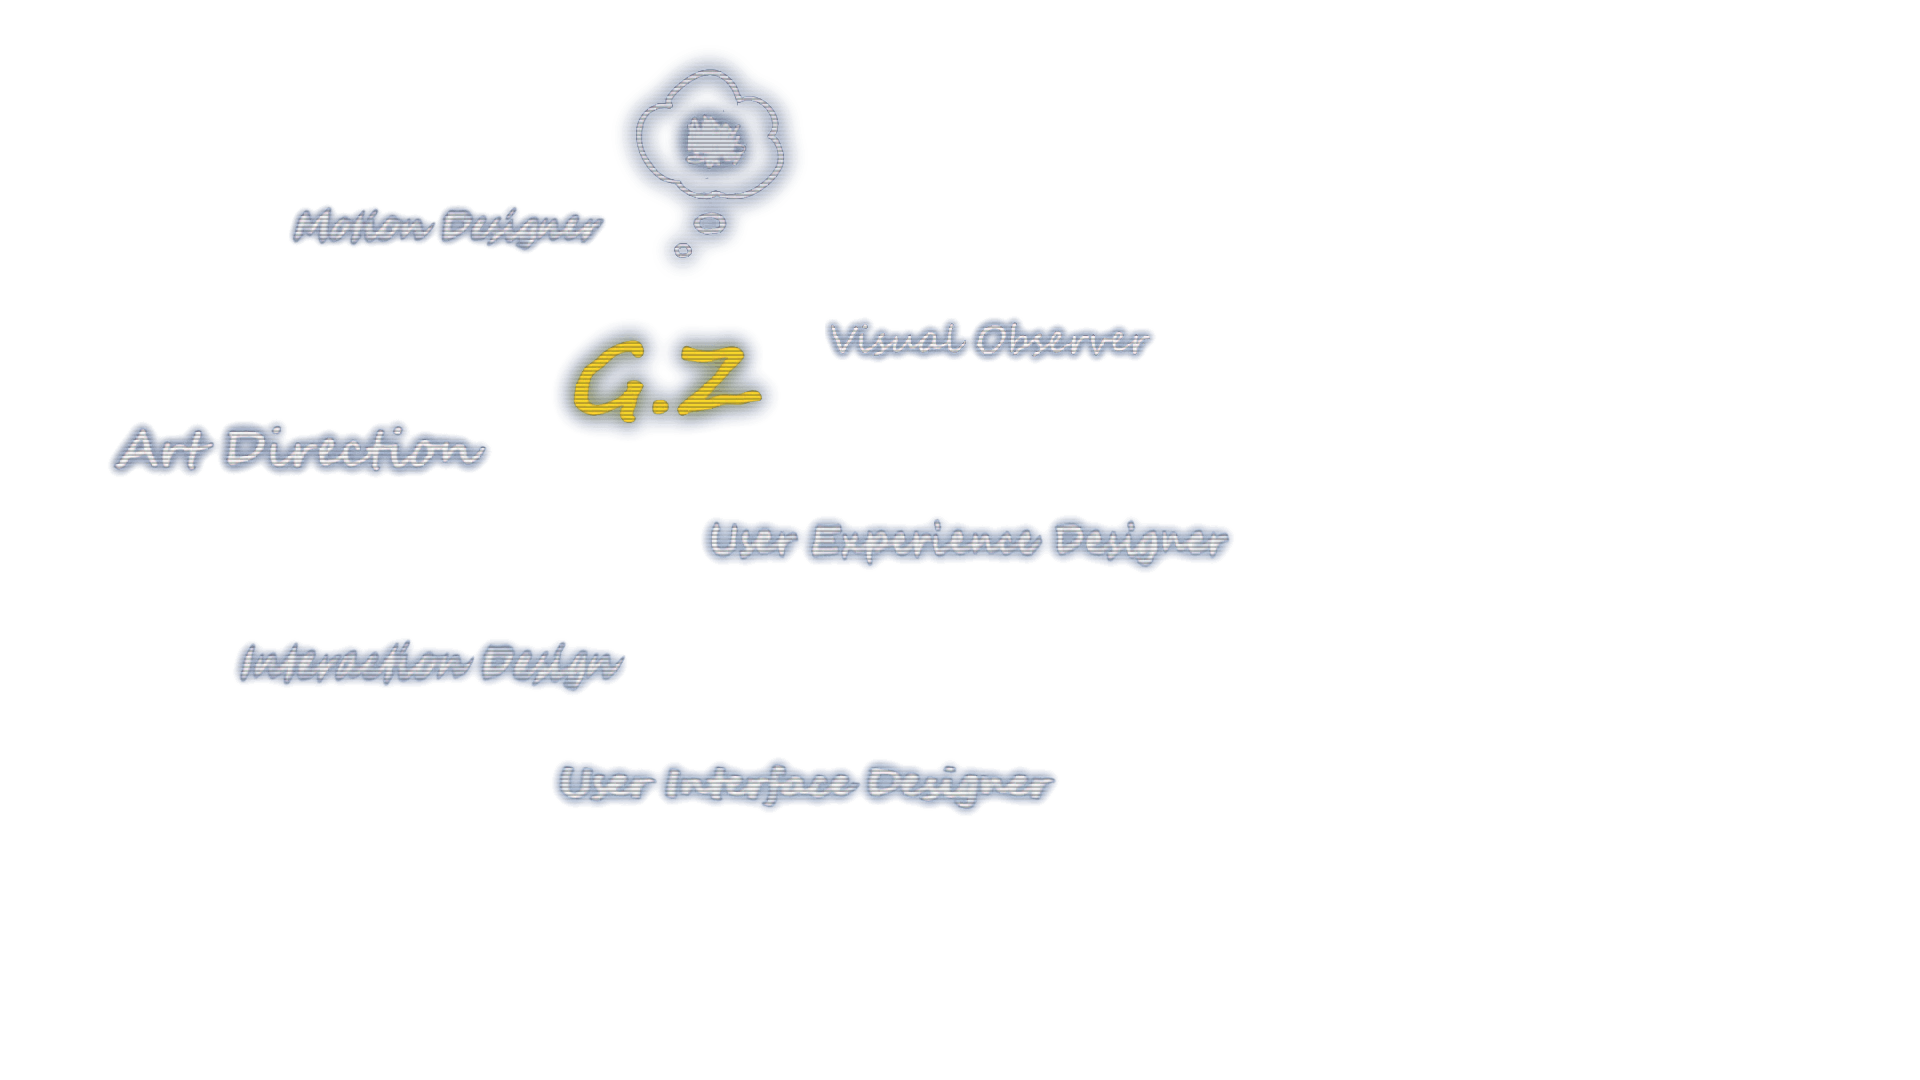 Motion Designer
Visual Observer
G.Z
Art Direction
User Experience Designer
Interaction Design
User Interface Designer